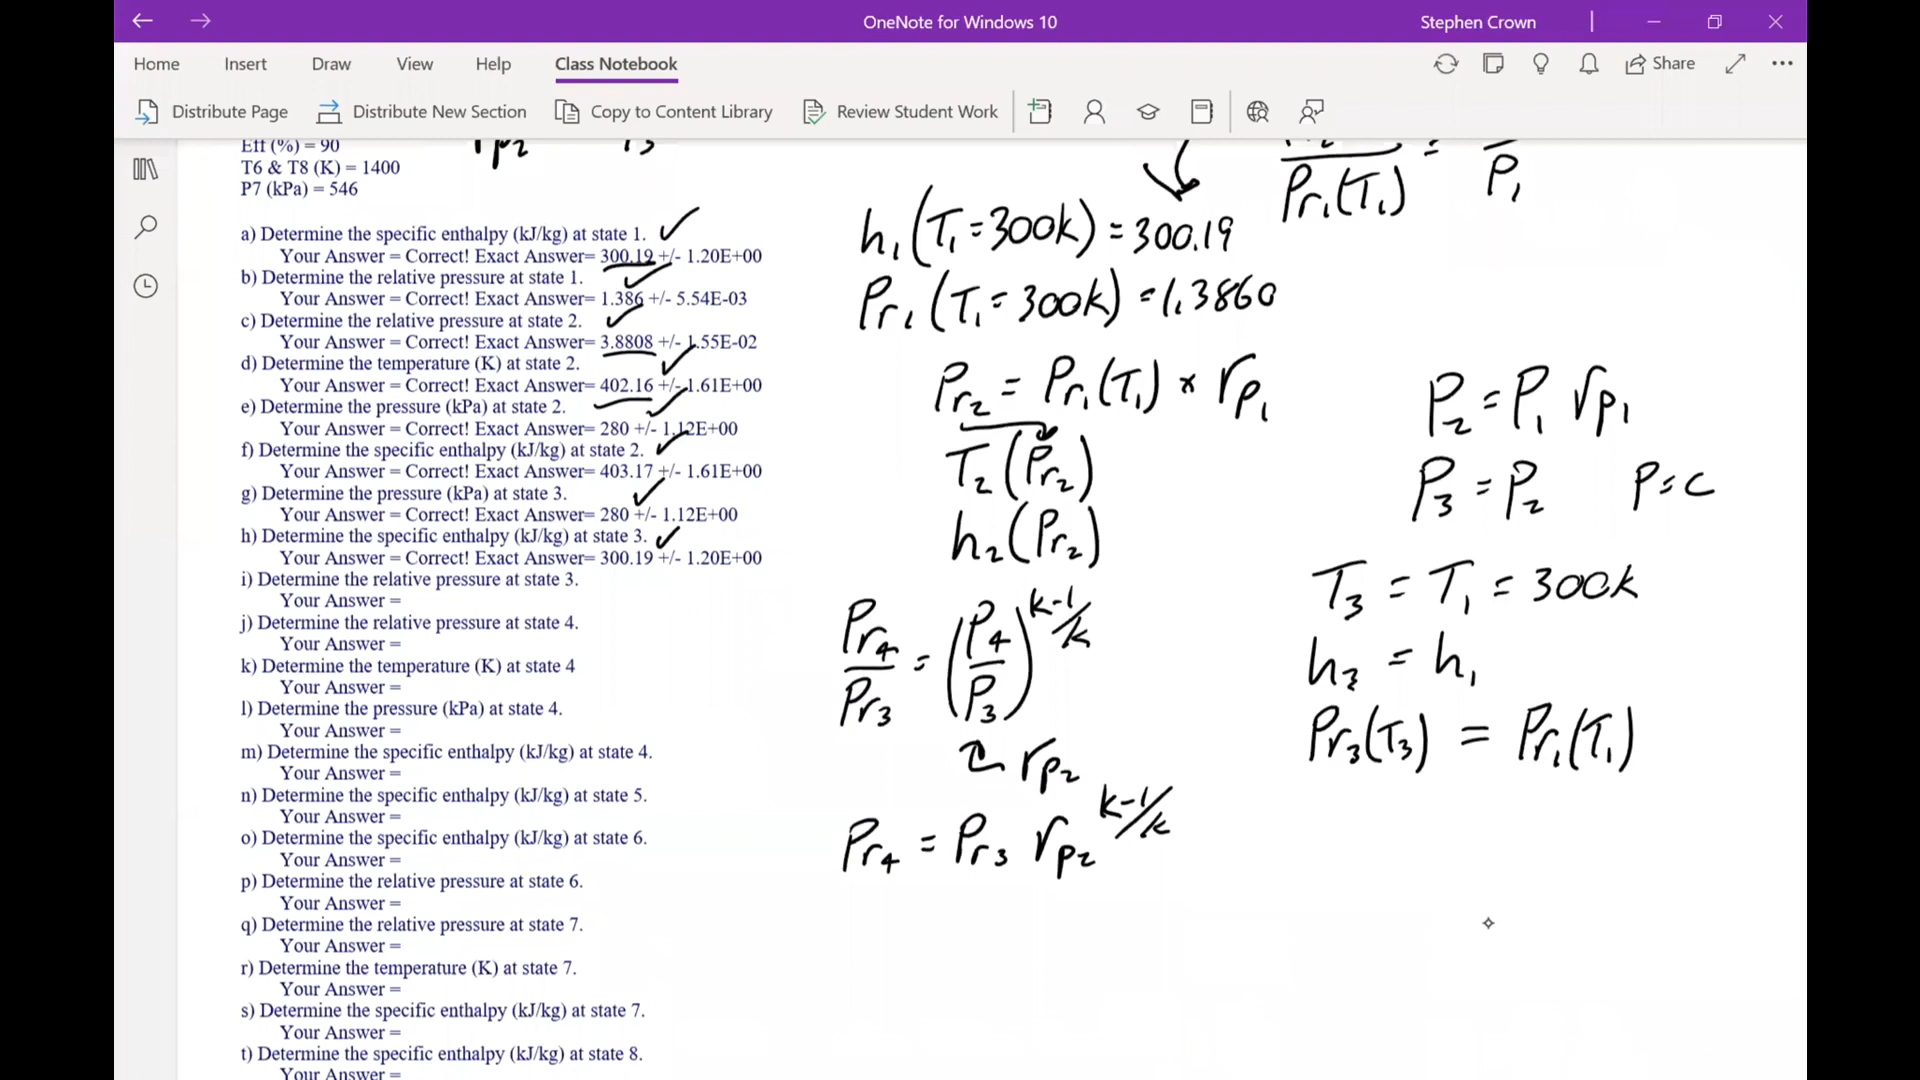 OneNote for Windows 10
Stephen Crown
Home Insert Draw View Help Class Notebook Share
Distribute Page Distribute New Section Copy to Content Library Review Student Work
Eff (%) = 90
T6 & T8 (K) = 1400
P7 (kPa) = 546
rp2 T3
Pr1(T1) = P1
a) Determine the specific enthalpy (kJ/kg) at state 1.
Your Answer = Correct! Exact Answer= 300.19 +/- 1.20E+00
b) Determine the relative pressure at state 1.
Your Answer = Correct! Exact Answer= 1.386 +/- 5.54E-03
c) Determine the relative pressure at state 2.
Your Answer = Correct! Exact Answer= 3.8808 +/- 1.55E-02
d) Determine the temperature (K) at state 2.
Your Answer = Correct! Exact Answer= 402.16 +/- 1.61E+00
e) Determine the pressure (kPa) at state 2.
Your Answer = Correct! Exact Answer= 280 +/- 1.12E+00
f) Determine the specific enthalpy (kJ/kg) at state 2.
Your Answer = Correct! Exact Answer= 403.17 +/- 1.61E+00
g) Determine the pressure (kPa) at state 3.
Your Answer = Correct! Exact Answer= 280 +/- 1.12E+00
h) Determine the specific enthalpy (kJ/kg) at state 3.
Your Answer = Correct! Exact Answer= 300.19 +/- 1.20E+00
i) Determine the relative pressure at state 3.
Your Answer =
j) Determine the relative pressure at state 4.
Your Answer =
k) Determine the temperature (K) at state 4
Your Answer =
l) Determine the pressure (kPa) at state 4.
Your Answer =
m) Determine the specific enthalpy (kJ/kg) at state 4.
Your Answer =
n) Determine the specific enthalpy (kJ/kg) at state 5.
Your Answer =
o) Determine the specific enthalpy (kJ/kg) at state 6.
Your Answer =
p) Determine the relative pressure at state 6.
Your Answer =
q) Determine the relative pressure at state 7.
Your Answer =
r) Determine the temperature (K) at state 7.
Your Answer =
s) Determine the specific enthalpy (kJ/kg) at state 7.
Your Answer =
t) Determine the specific enthalpy (kJ/kg) at state 8.
Your Answer =
h1(T1=300k) = 300.19
Pr1(T1=300k) = 1.3860
Pr2 = Pr1(T1) * rp1
T2(Pr2)
h2(Pr2)
Pr4/Pr3 = (P4/P3)^k-1/k
rp2
Pr4 = Pr3 rp2^k-1/k
P2 = P1 rp1
P3 = P2 P=C
T3 = T1 = 300k
h3 = h1
Pr3(T3) = Pr1(T1)